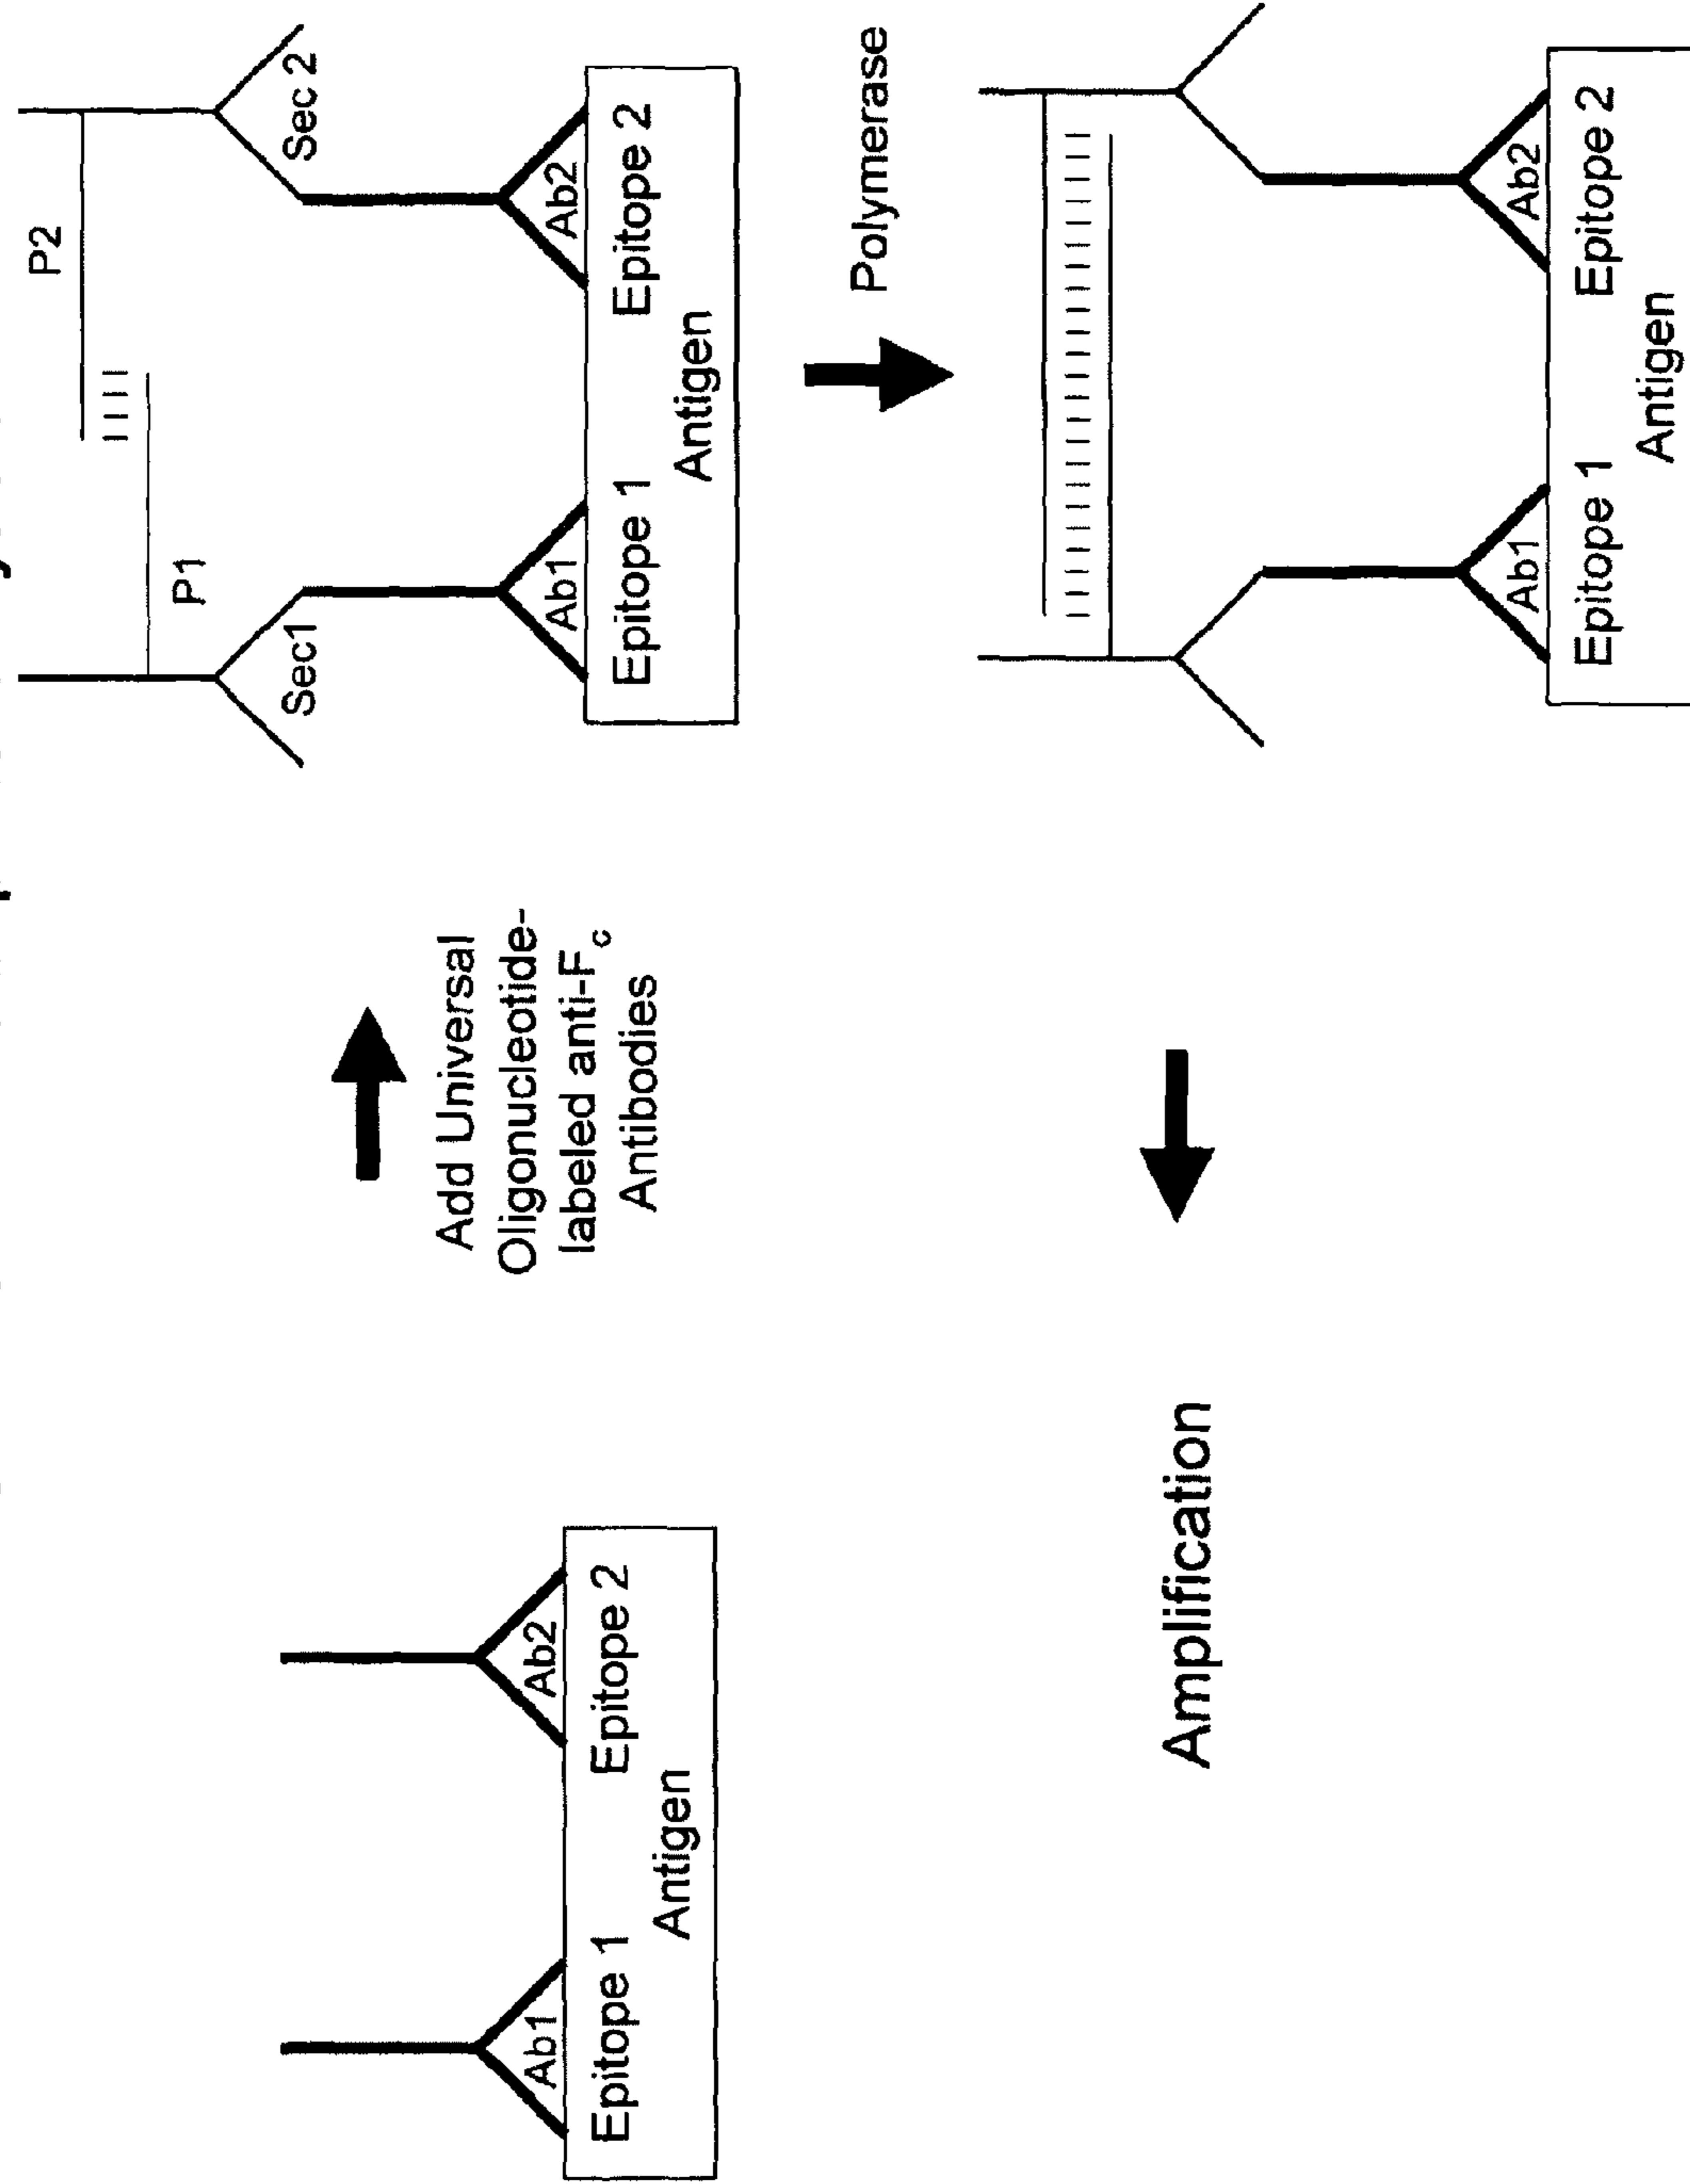 Ab1
Ab2
Epitope 1
Epitope 2
Antigen
Add Universal
Oligonucleotide-
labeled anti-Fc
Antibodies
P2
P1
Sec1
Sec 2
Ab1
Ab2
Epitope 1
Epitope 2
Antigen
Polymerase
Ab1
Ab2
Epitope 1
Epitope 2
Antigen
Amplification